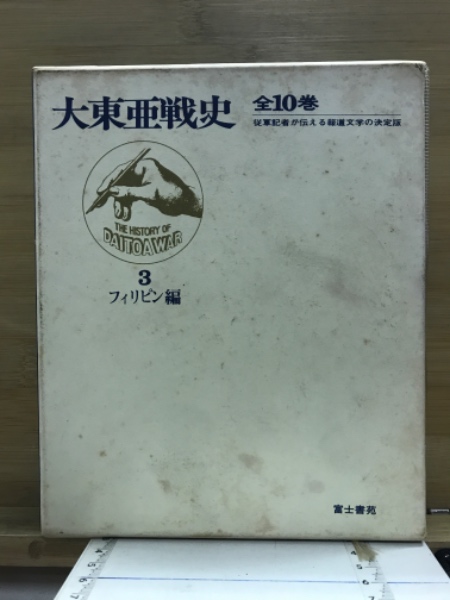 大東亜戦史
全10巻
従軍記者が伝える報道文学の決定版
THE HISTORY OF
DAITOA WAR
3
フィリピン編
富士書苑